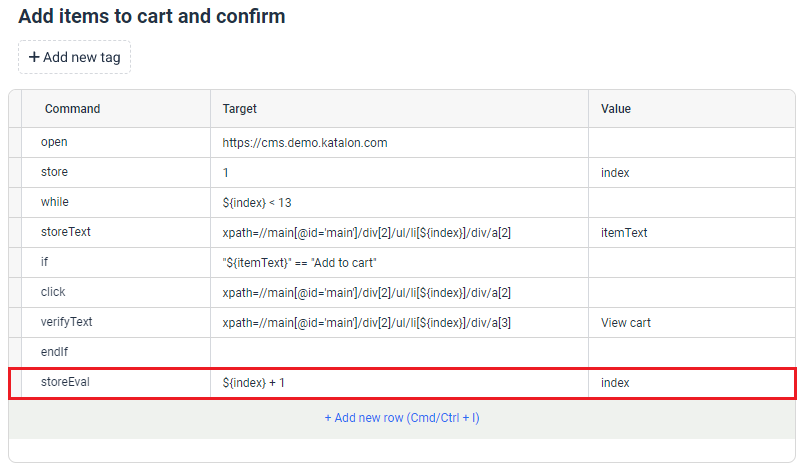 Add items to cart and confirm
+ Add new tag
Command Target Value
open https://cms.demo.katalon.com
store 1 index
while ${index} < 13
storeText xpath=//main[@id='main']/div[2]/ul/li[${index}]/div/a[2] itemText
if "${itemText}" == "Add to cart"
click xpath=//main[@id='main']/div[2]/ul/li[${index}]/div/a[2]
verifyText xpath=//main[@id='main']/div[2]/ul/li[${index}]/div/a[3] View cart
endIf
storeEval ${index} + 1 index
+ Add new row (Cmd/Ctrl + I)